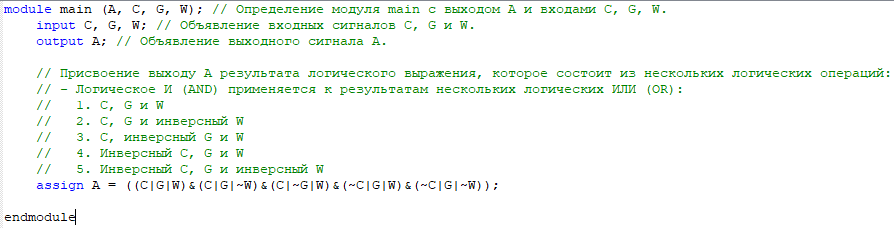 module main (A, C, G, W); // Определение модуля main с выходом A и входами C, G, W.
input C, G, W; // Объявление входных сигналов C, G и W.
output A; // Объявление выходного сигнала A.
// Присвоение выходу A результата логического выражения, которое состоит из нескольких логических операций:
// - Логическое И (AND) применяется к результатам нескольких логических ИЛИ (OR):
// 1. C, G и W
// 2. C, G и инверсный W
// 3. C, инверсный G и W
// 4. Инверсный C, G и W
// 5. Инверсный C, G и инверсный W
assign A = ((C|G|W)&(C|G|~W)&(C|~G|W)&(~C|G|W)&(~C|G|~W));
endmodule